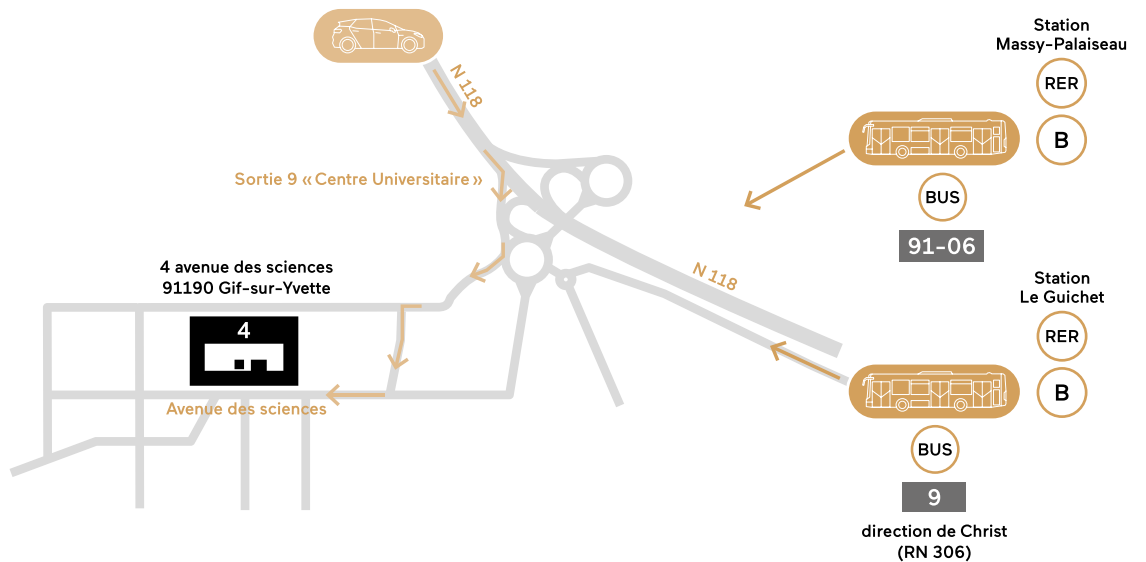 N 118
Sortie 9 « Centre Universitaire »
4 avenue des sciences
91190 Gif-sur-Yvette
4
Avenue des sciences
N 118
Station
Massy-Palaiseau
RER
B
BUS
91-06
Station
Le Guichet
RER
B
BUS
9
direction de Christ
(RN 306)